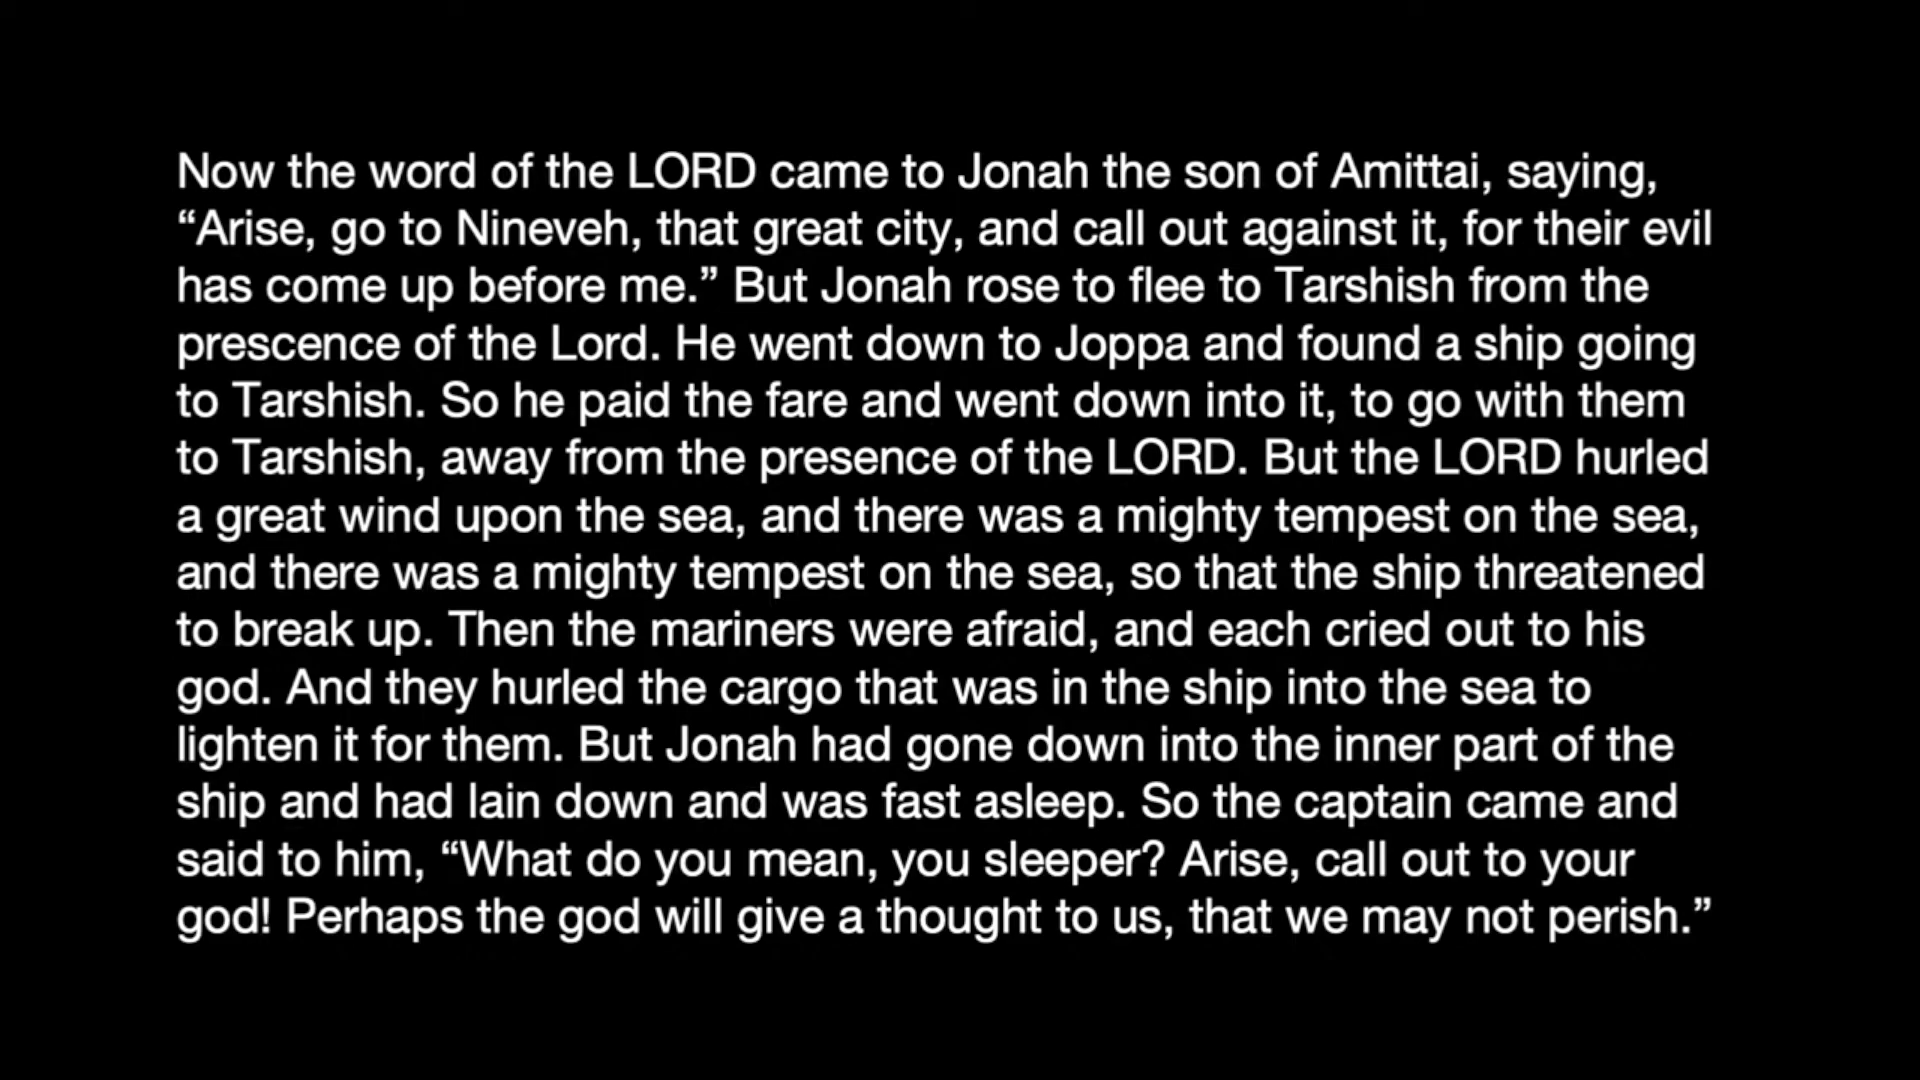 Now the word of the LORD came to Jonah the son of Amittai, saying,
“Arise, go to Nineveh, that great city, and call out against it, for their evil
has come up before me.” But Jonah rose to flee to Tarshish from the
prescence of the Lord. He went down to Joppa and found a ship going
to Tarshish. So he paid the fare and went down into it, to go with them
to Tarshish, away from the presence of the LORD. But the LORD hurled
a great wind upon the sea, and there was a mighty tempest on the sea,
and there was a mighty tempest on the sea, so that the ship threatened
to break up. Then the mariners were afraid, and each cried out to his
god. And they hurled the cargo that was in the ship into the sea to
lighten it for them. But Jonah had gone down into the inner part of the
ship and had lain down and was fast asleep. So the captain came and
said to him, “What do you mean, you sleeper? Arise, call out to your
god! Perhaps the god will give a thought to us, that we may not perish.”